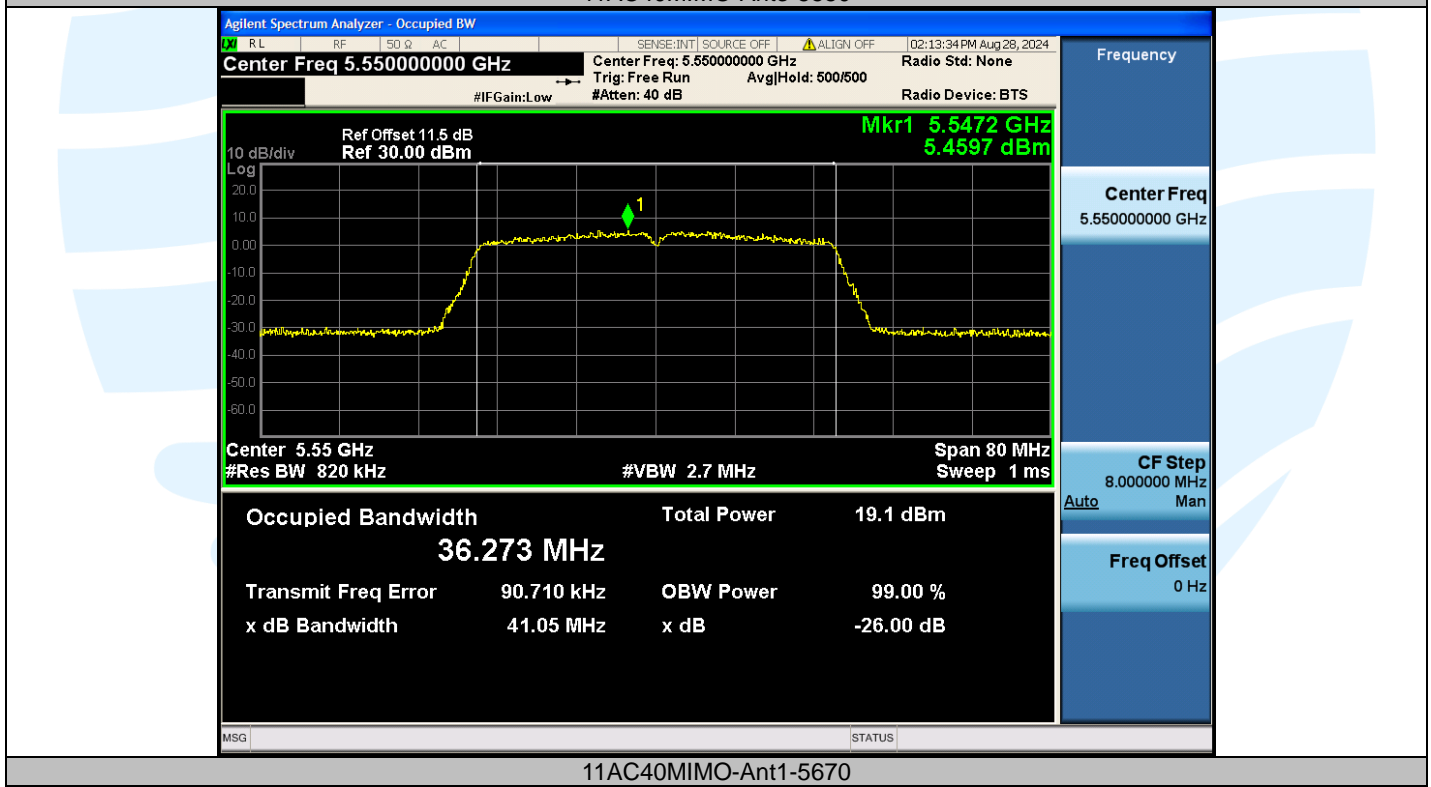 Agilent Spectrum Analyzer - Occupied BW
LXI RL RF 50 Ω AC SENSE:INT SOURCE OFF ALIGN OFF 02:13:34 PM Aug 28, 2024
Center Freq 5.550000000 GHz
Center Freq: 5.550000000 GHz Radio Std: None
Trig: Free Run Avg|Hold: 500/500
#IFGain:Low #Atten: 40 dB Radio Device: BTS
Mkr1 5.5472 GHz
5.4597 dBm
Ref Offset 11.5 dB
10 dB/div Ref 30.00 dBm
Log
20.0
10.0
0.00
-10.0
-20.0
-30.0
-40.0
-50.0
-60.0
1
Center 5.55 GHz Span 80 MHz
#Res BW 820 kHz #VBW 2.7 MHz Sweep 1 ms
Occupied Bandwidth Total Power 19.1 dBm
36.273 MHz
Transmit Freq Error 90.710 kHz OBW Power 99.00 %
x dB Bandwidth 41.05 MHz x dB -26.00 dB
MSG STATUS
Frequency
Center Freq
5.550000000 GHz
CF Step
8.000000 MHz
Auto Man
Freq Offset
0 Hz
11AC40MIMO-Ant1-5670